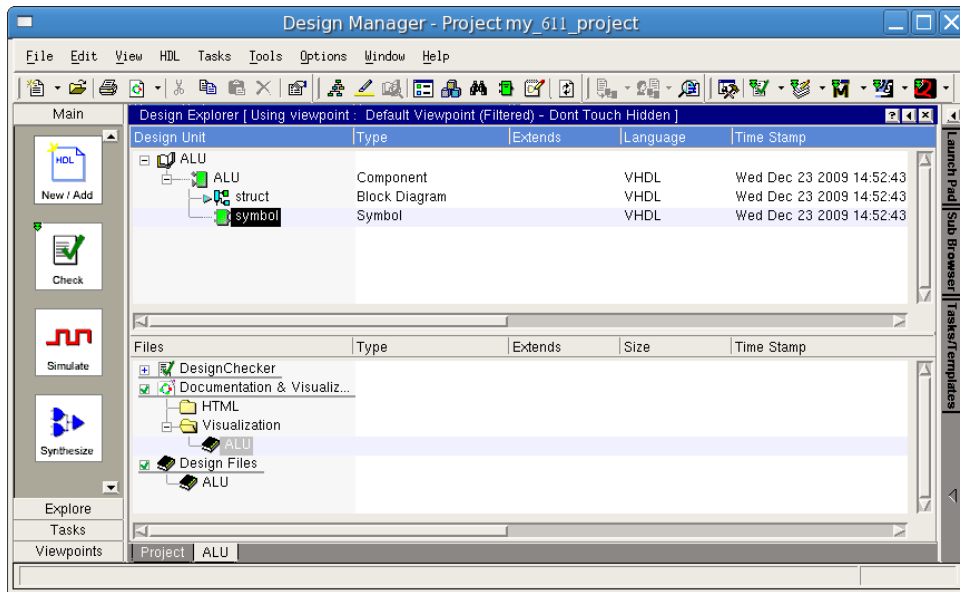 Design Manager - Project my_611_project
File Edit View HDL Tasks Tools Options Window Help
Main
HDL
New / Add
Check
Simulate
Synthesize
Explore
Tasks
Viewpoints
Design Explorer [ Using viewpoint : Default Viewpoint (Filtered) - Dont Touch Hidden ]
Design Unit Type Extends Language Time Stamp
ALU
ALU Component VHDL Wed Dec 23 2009 14:52:43
struct Block Diagram VHDL Wed Dec 23 2009 14:52:43
symbol Symbol VHDL Wed Dec 23 2009 14:52:43
Files Type Extends Size Time Stamp
DesignChecker
Documentation & Visualiz...
HTML
Visualization
ALU
Design Files
ALU
Project ALU
Launch Pad
Sub Browser
Tasks/Templates